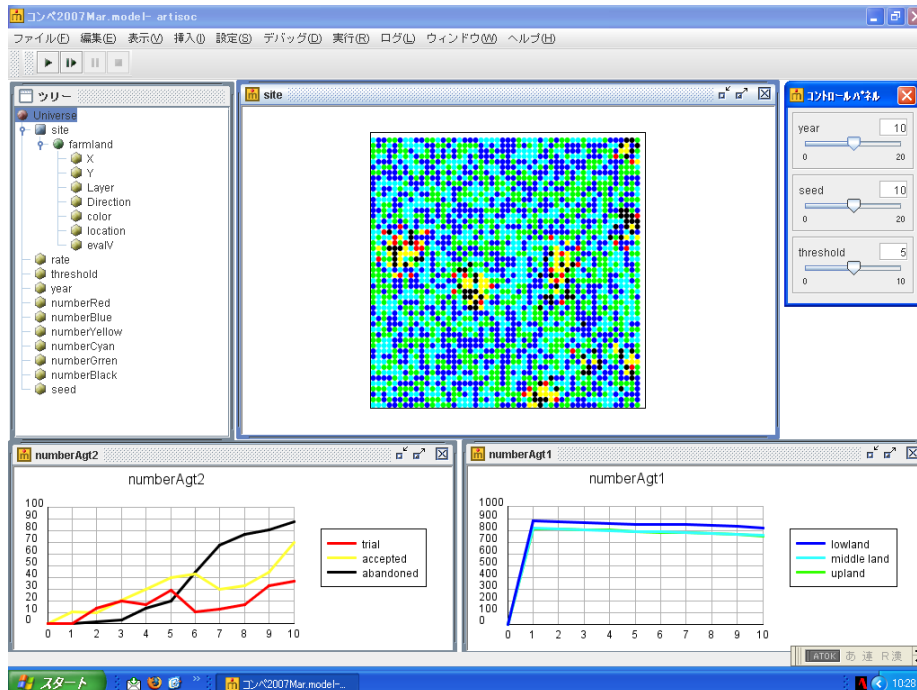 コンペ2007Mar.model- artisoc
ファイル(F) 編集(E) 表示(V) 挿入(I) 設定(S) デバッグ(D) 実行(R) ログ(L) ウィンドウ(W) ヘルプ(H)
ツリー
Universe
site
farmland
X
Y
Layer
Direction
color
location
evalV
rate
threshold
year
numberRed
numberBlue
numberYellow
numberCyan
numberGrren
numberBlack
seed
site
コントロールパネル
year 10
0 20
seed 10
0 20
threshold 5
0 10
numberAgt2
numberAgt2
100
90
80
70
60
50
40
30
20
10
0
0 1 2 3 4 5 6 7 8 9 10
trial
accepted
abandoned
numberAgt1
numberAgt1
1000
900
800
700
600
500
400
300
200
100
0
0 1 2 3 4 5 6 7 8 9 10
lowland
middle land
upland
ATOK あ 連 R漢
スタート » コンペ2007Mar.model-... 10:28